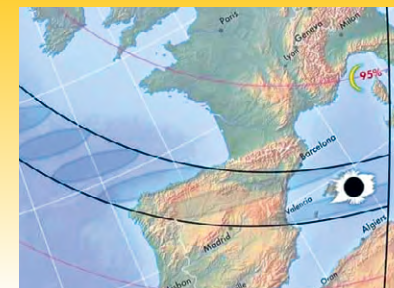 Paris
Geneva
Milan
Lyon
-95%
Barcelona
Valencia
Madrid
Algiers
Oran